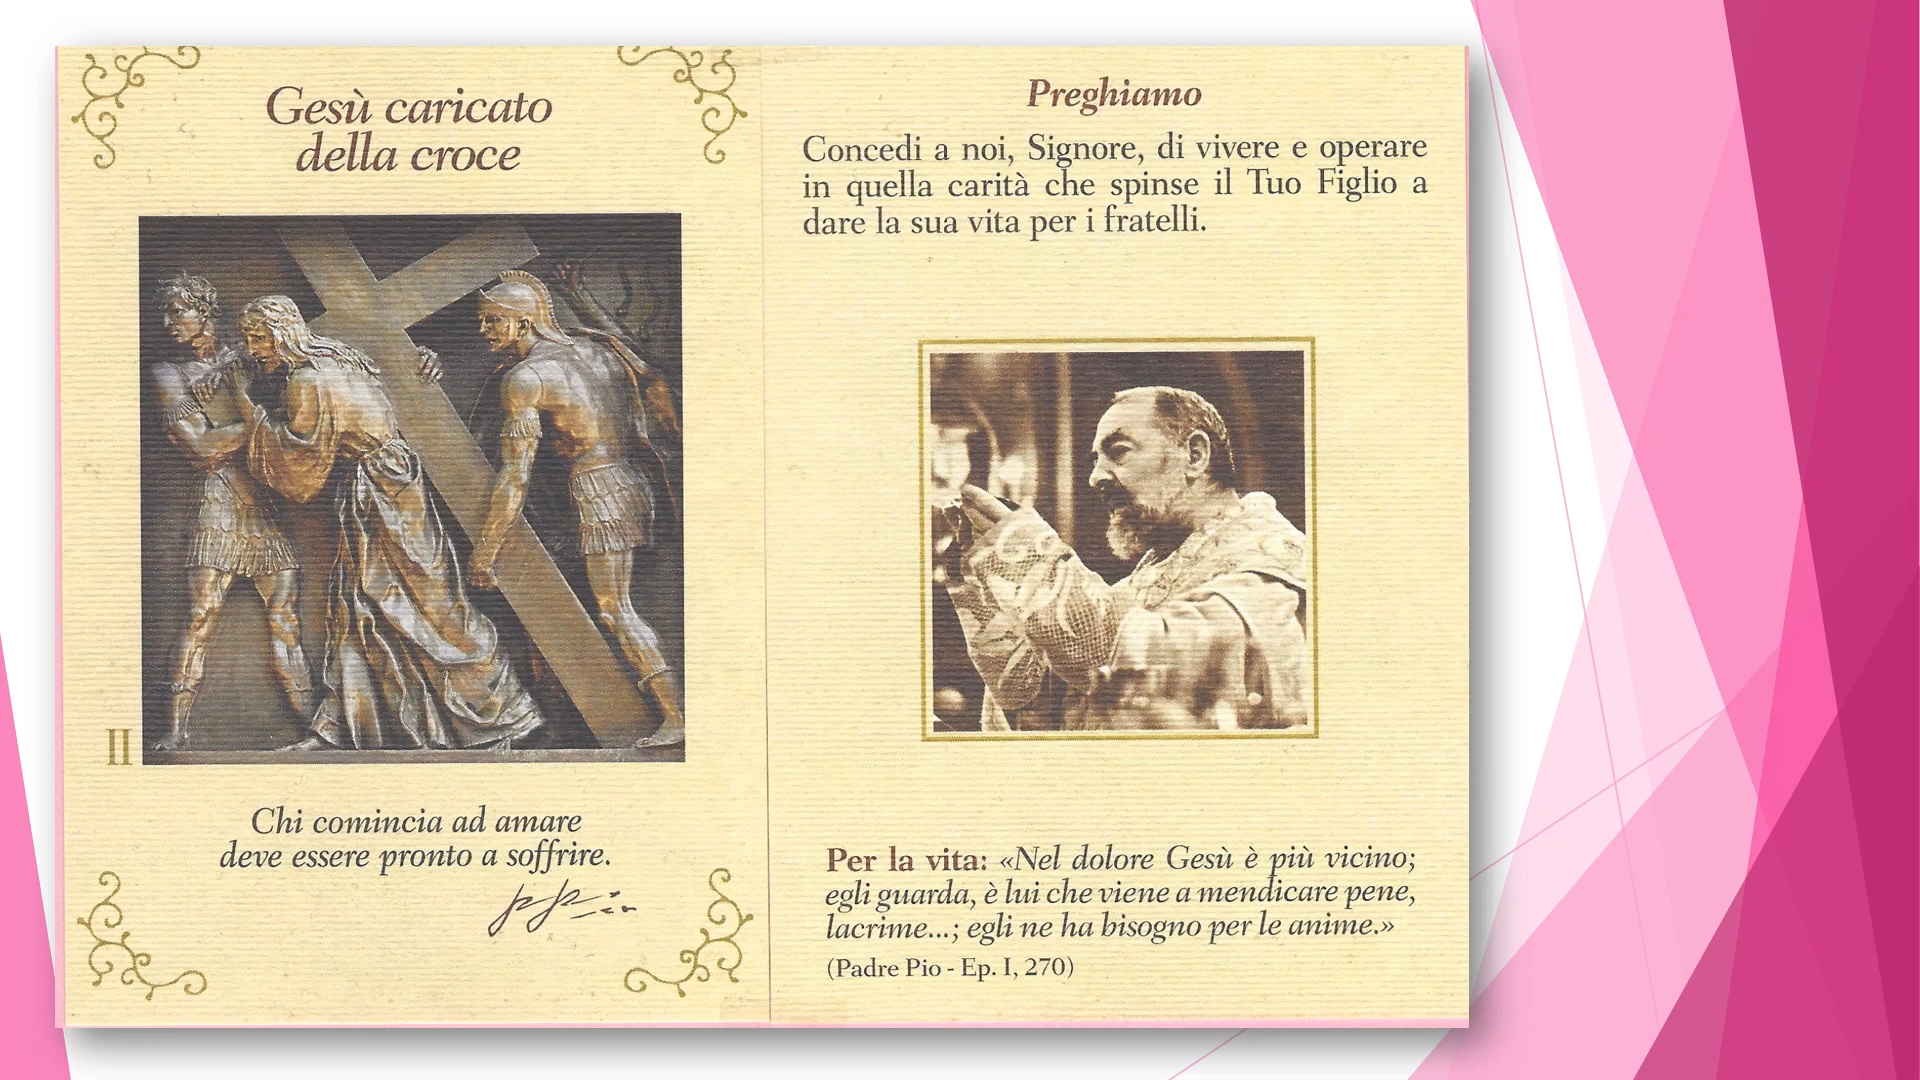 Gesù caricato
della croce
II
Chi comincia ad amare
deve essere pronto a soffrire.
Preghiamo
Concedi a noi, Signore, di vivere e operare
in quella carità che spinse il Tuo Figlio a
dare la sua vita per i fratelli.
Per la vita: «Nel dolore Gesù è più vicino;
egli guarda, è lui che viene a mendicare pene,
lacrime...; egli ne ha bisogno per le anime.»
(Padre Pio - Ep. I, 270)